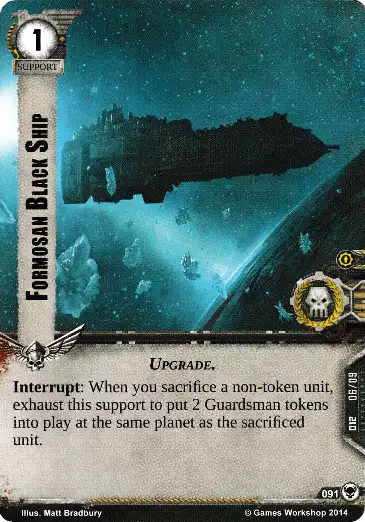 1
SUPPORT
FORMOSAN BLACK SHIP
UPGRADE.
Interrupt: When you sacrifice a non-token unit,
exhaust this support to put 2 Guardsman tokens
into play at the same planet as the sacrificed
unit.
091
Illus. Matt Bradbury
© Games Workshop 2014